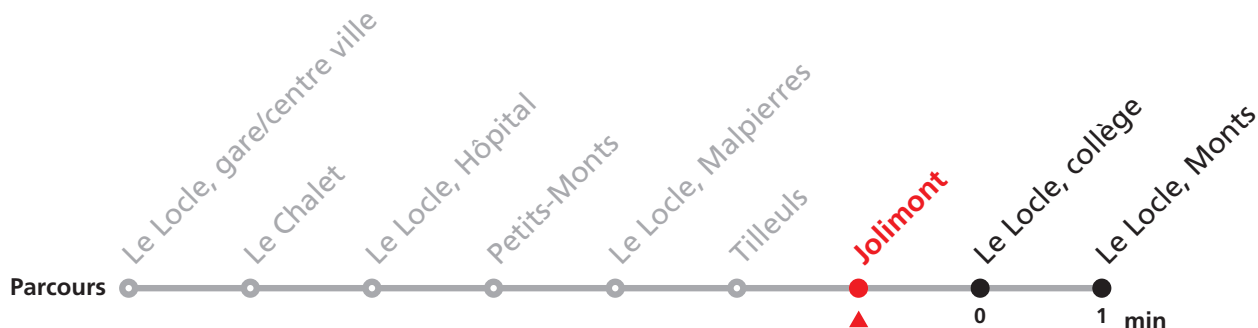 Le Locle, gare/centre ville
Le Chalet
Le Locle, Hôpital
Petits-Monts
Le Locle, Malpierres
Tilleuls
Jolimont
Le Locle, collège
Le Locle, Monts
Parcours
0
1
min